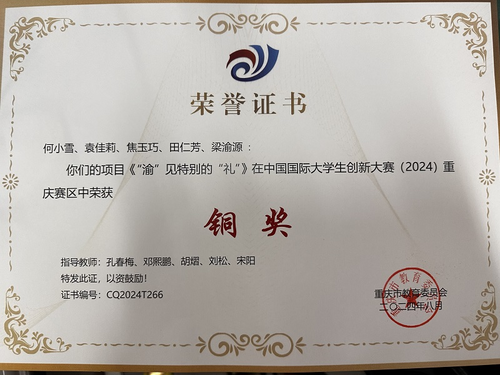 荣誉证书
何小雪、袁佳莉、焦玉巧、田仁芳、梁渝源：
你们的项目《“渝”见特别的“礼”》在中国国际大学生创新大赛（2024）重
庆赛区中荣获
铜奖
指导教师：孔春梅、邓熙鹏、胡熠、刘松、宋阳
特发此证，以资鼓励！
证书编号：CQ2024T266
重庆市教育委员会
二〇二四年八月